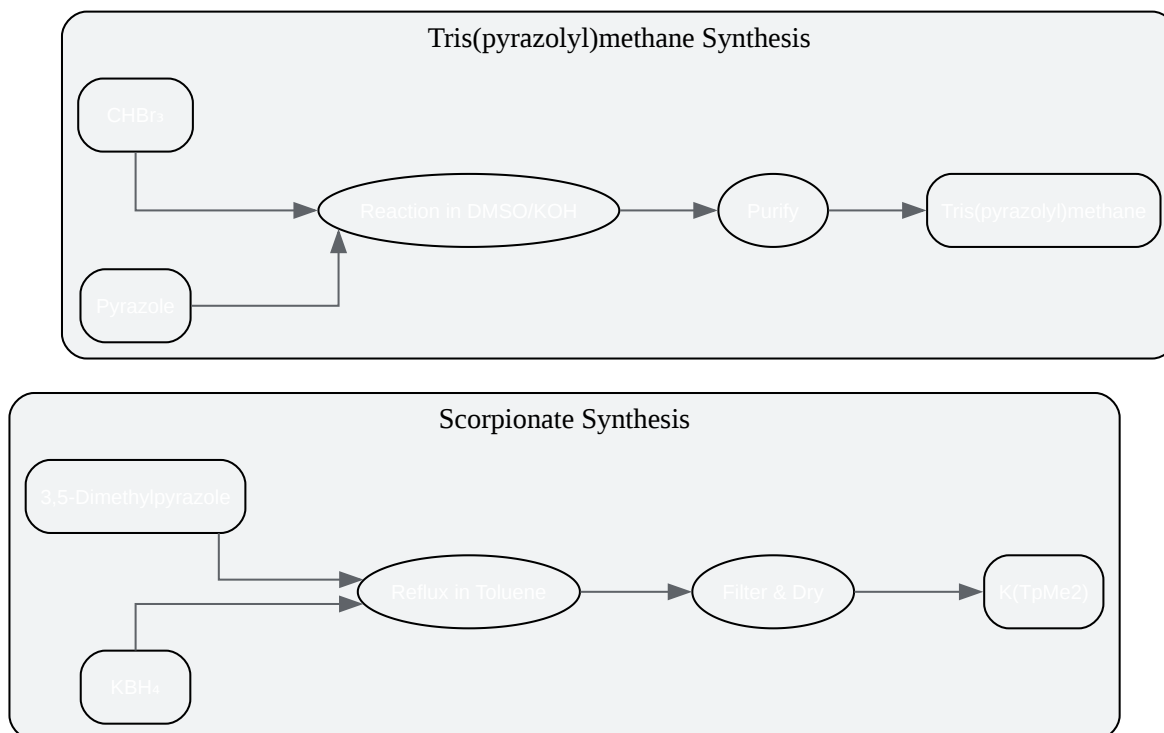 Tris(pyrazolyl)methane Synthesis
CHBr₃
Reaction in DMSO/KOH
Purify
Tris(pyrazolyl)methane
Pyrazole
Scorpionate Synthesis
3,5-Dimethylpyrazole
Reflux in Toluene
Filter & Dry
K(TpMe2)
KBH₄